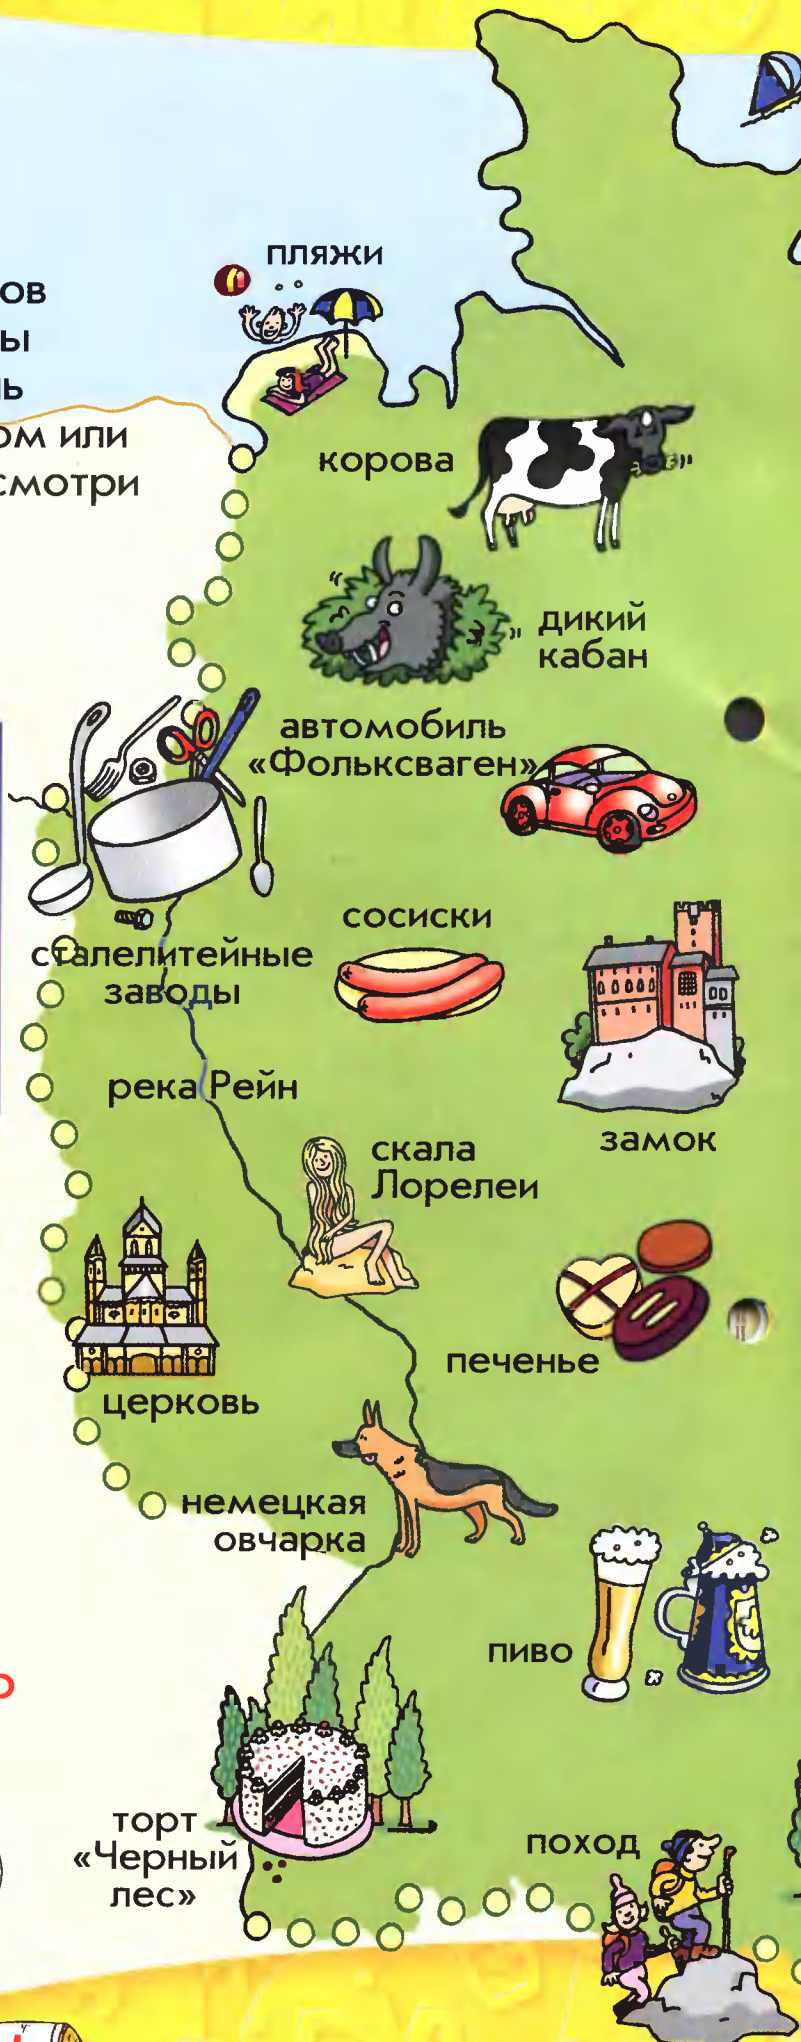 пляжи
ов
ы
ь
ом или
смотри
корова
дикий
кабан
автомобиль
«Фольксваген»
сосиски
сталелитейные
заводы
река Рейн
замок
скала
Лорелеи
печенье
церковь
немецкая
овчарка
пиво
о
торт
«Черный
лес»
поход